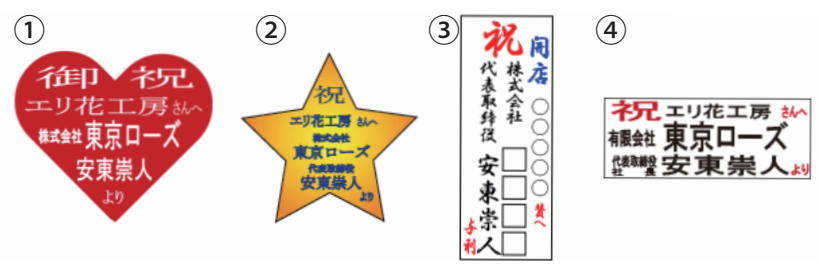 ①
御 祝
エリ花工房さんへ
株式会社東京ローズ
安東崇人
より
②
祝
エリ花工房 さんへ
株式会社
東京ローズ
代表取締役
安東崇人
より
③
祝
開店
○○○○○賛へ
株式会社□□□□
代表取締役 安東崇人
与利
④
祝 エリ花工房 さんへ
有限会社 東京ローズ
代表取締役社長 安東崇人より